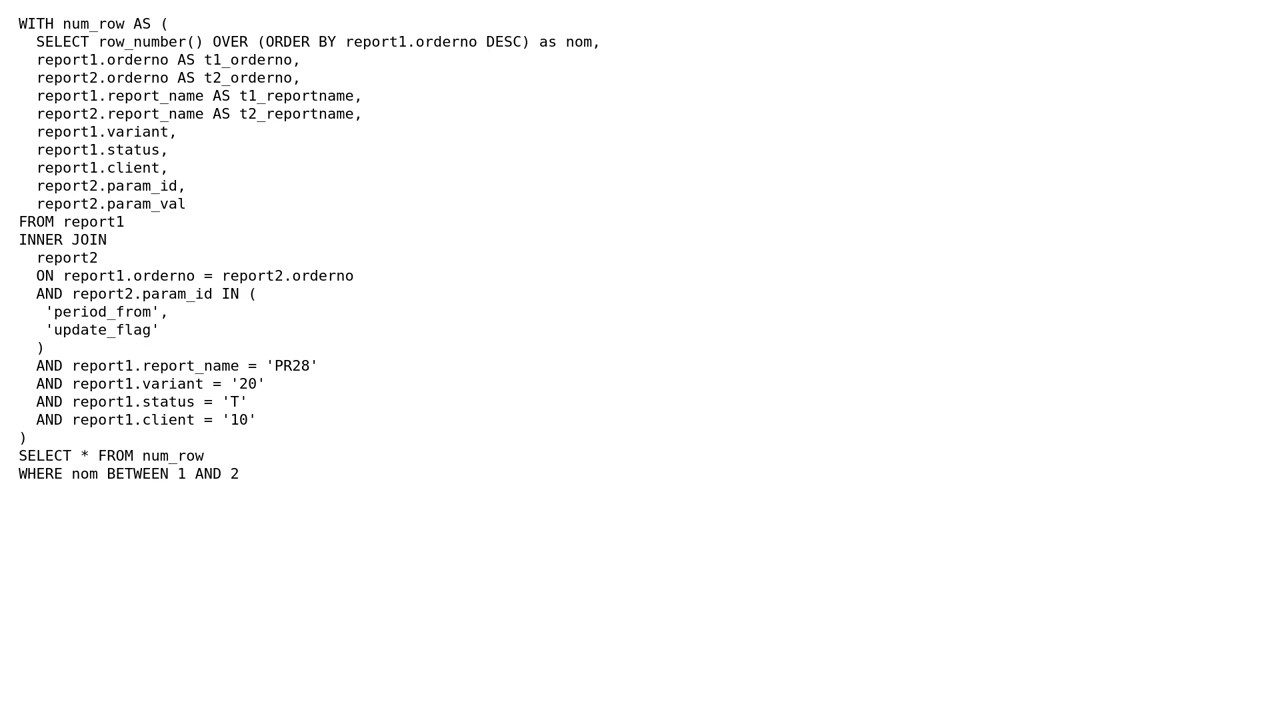 WITH num_row AS (
  SELECT row_number() OVER (ORDER BY report1.orderno DESC) as nom,
  report1.orderno AS t1_orderno,
  report2.orderno AS t2_orderno,
  report1.report_name AS t1_reportname,
  report2.report_name AS t2_reportname,
  report1.variant,
  report1.status,
  report1.client,
  report2.param_id,
  report2.param_val
FROM report1
INNER JOIN
  report2
  ON report1.orderno = report2.orderno
  AND report2.param_id IN (
   'period_from',
   'update_flag'
  )
  AND report1.report_name = 'PR28'
  AND report1.variant = '20'
  AND report1.status = 'T'
  AND report1.client = '10'
)
SELECT * FROM num_row
WHERE nom BETWEEN 1 AND 2